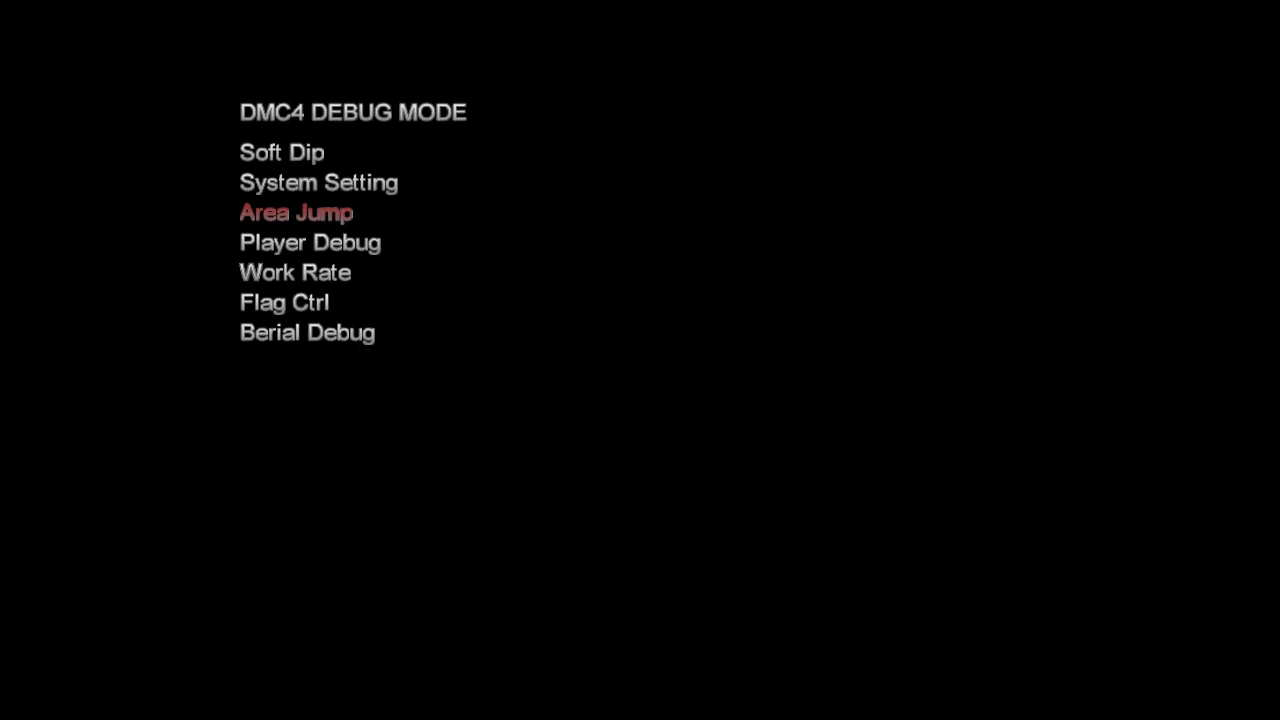 DMC4 DEBUG MODE
Soft Dip
System Setting
Area Jump
Player Debug
Work Rate
Flag Ctrl
Berial Debug